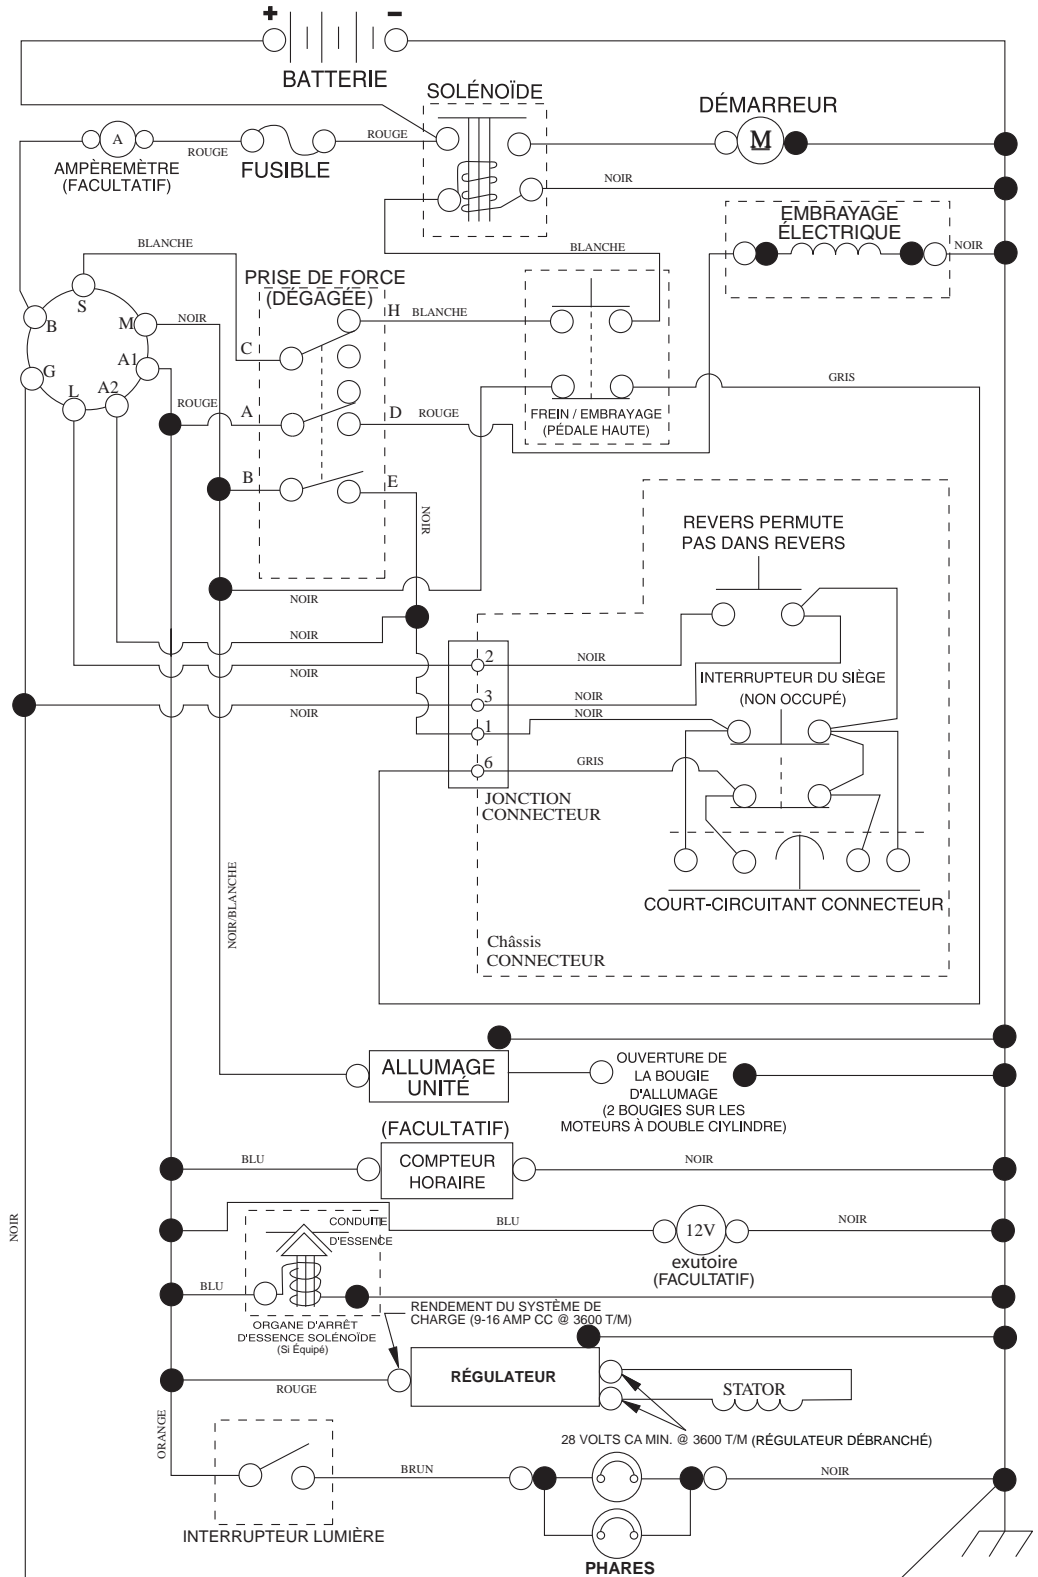 + -
BATTERIE
SOLÉNOÏDE
DÉMARREUR
A
ROUGE
ROUGE
M
AMPÈREMÈTRE
(FACULTATIF)
FUSIBLE
NOIR
EMBRAYAGE
ÉLECTRIQUE
BLANCHE
BLANCHE
NOIR
PRISE DE FORCE
(DÉGAGÉE)
S
B
M
NOIR
H
BLANCHE
C
A1
G
L
A2
GRIS
ROUGE
A
D
ROUGE
FREIN / EMBRAYAGE
(PÉDALE HAUTE)
B
E
NOIR
REVERS PERMUTE
PAS DANS REVERS
NOIR
NOIR
2
NOIR
NOIR
INTERRUPTEUR DU SIÈGE
(NON OCCUPÉ)
3
NOIR
NOIR
NOIR
1
6
GRIS
JONCTION
CONNECTEUR
NOIR/BLANCHE
COURT-CIRCUITANT CONNECTEUR
Châssis
CONNECTEUR
ALLUMAGE
UNITÉ
OUVERTURE DE
LA BOUGIE
D'ALLUMAGE
(2 BOUGIES SUR LES
MOTEURS À DOUBLE CIYLINDRE)
(FACULTATIF)
BLU
COMPTEUR
HORAIRE
NOIR
NOIR
CONDUITE
D'ESSENCE
BLU
12V
NOIR
exutoire
(FACULTATIF)
BLU
ORGANE D'ARRÊT
D'ESSENCE SOLÉNOÏDE
(Si Équipé)
RENDEMENT DU SYSTÈME DE
CHARGE (9-16 AMP CC @ 3600 T/M)
RÉGULATEUR
ROUGE
STATOR
ORANGE
28 VOLTS CA MIN. @ 3600 T/M (RÉGULATEUR DÉBRANCHÉ)
BRUN
NOIR
INTERRUPTEUR LUMIÈRE
PHARES